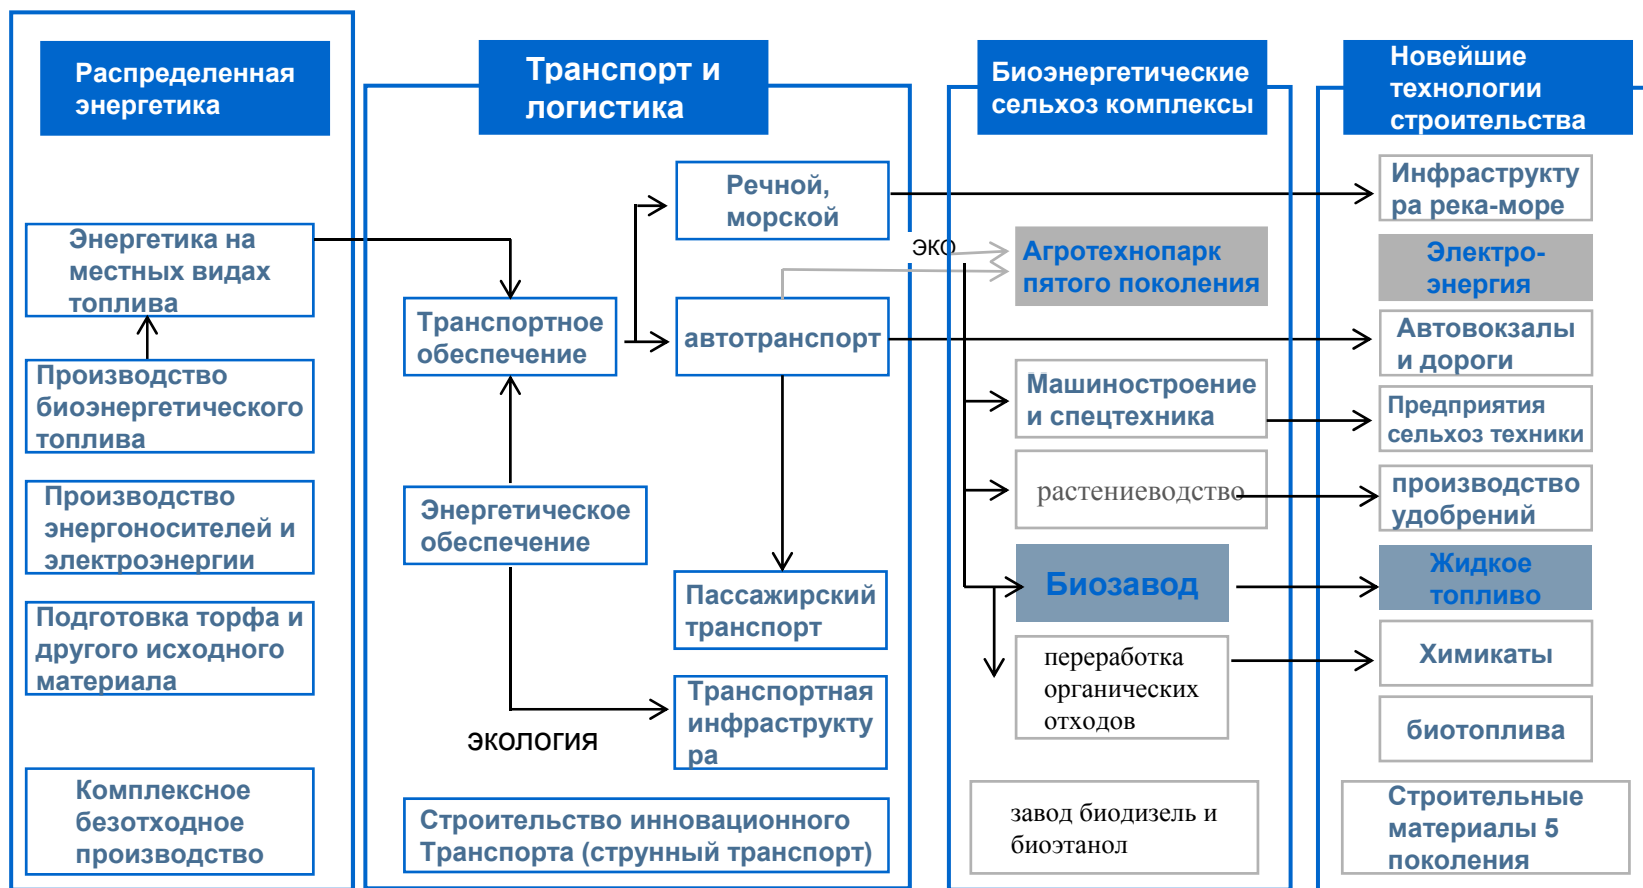 Распределенная
энергетика
Энергетика на
местных видах
топлива
Производство
биоэнергетического
топлива
Производство
энергоносителей и
электроэнергии
Подготовка торфа и
другого исходного
материала
Комплексное
безотходное
производство
Транспорт и
логистика
Речной,
морской
Транспортное
обеспечение
автотранспорт
Энергетическое
обеспечение
Пассажирский
транспорт
Транспортная
инфраструкту
ра
экология
Строительство инновационного
Транспорта (струнный транспорт)
Биоэнергетические
сельхоз комплексы
эко
Агротехнопарк
пятого поколения
Машиностроение
и спецтехника
растениеводство
Биозавод
переработка
органических
отходов
завод биодизель и
биоэтанол
Новейшие
технологии
строительства
Инфраструкту
ра река-море
Электро-
энергия
Автовокзалы
и дороги
Предприятия
сельхоз техники
производство
удобрений
Жидкое
топливо
Химикаты
биотоплива
Строительные
материалы 5
поколения